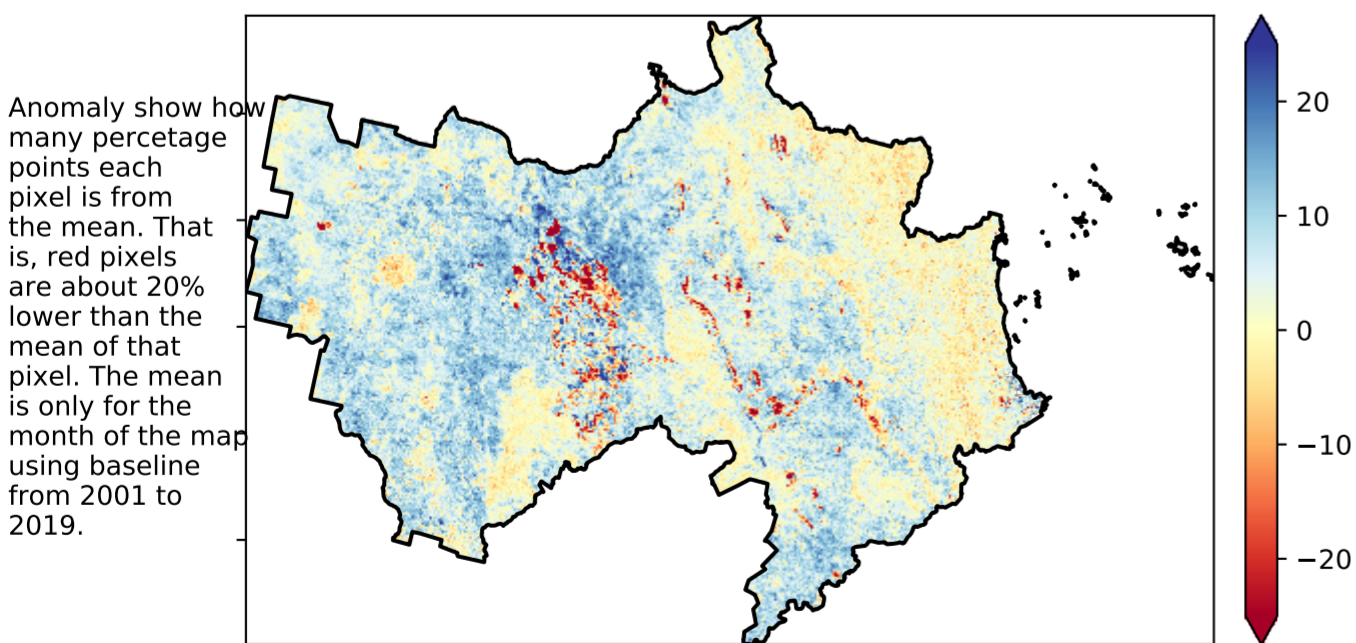 Anomaly show how
many percetage
points each
pixel is from
the mean. That
is, red pixels
are about 20%
lower than the
mean of that
pixel. The mean
is only for the
month of the map
using baseline
from 2001 to
2019.
20
10
0
−10
−20